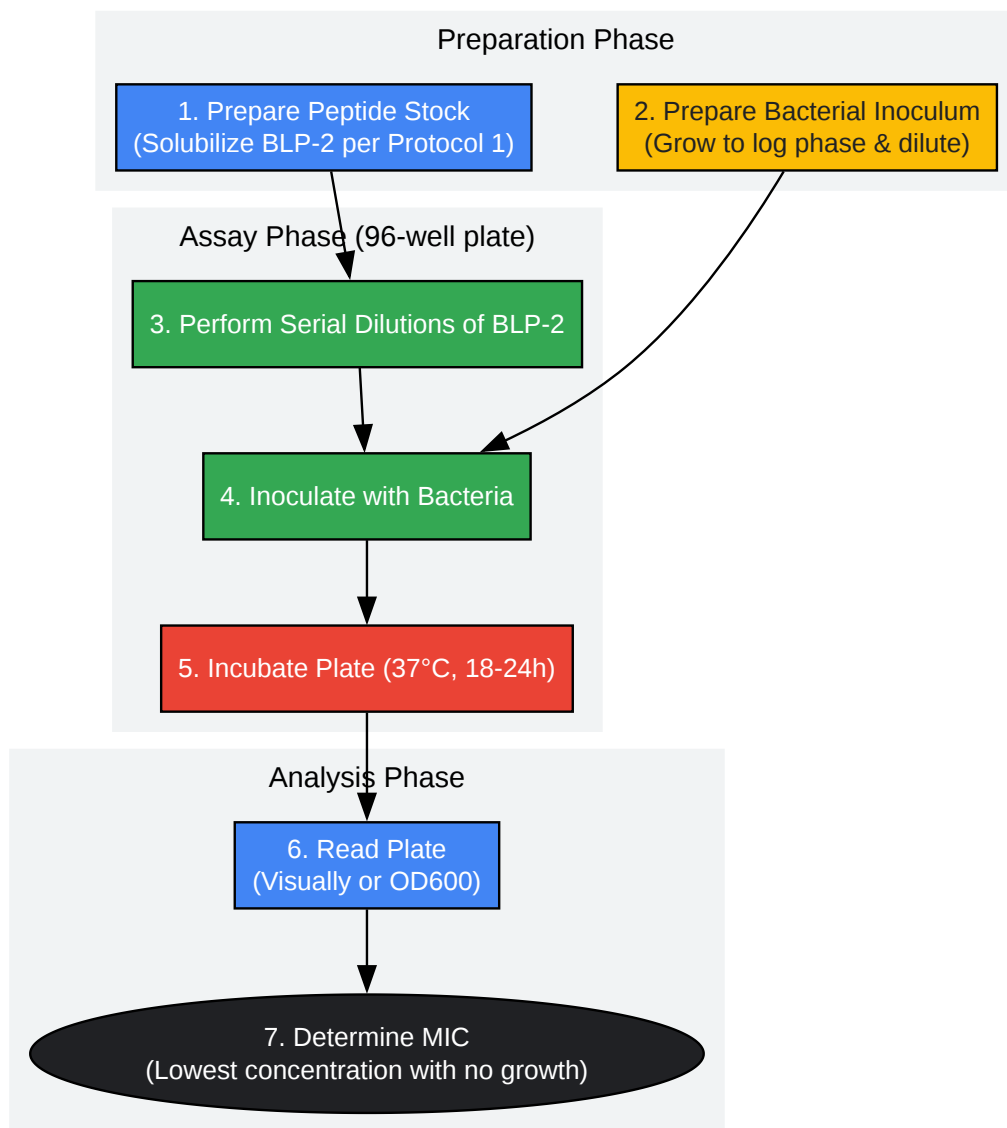 Preparation Phase
1. Prepare Peptide Stock
(Solubilize BLP-2 per Protocol 1)
2. Prepare Bacterial Inoculum
(Grow to log phase & dilute)
Assay Phase (96-well plate)
3. Perform Serial Dilutions of BLP-2
4. Inoculate with Bacteria
5. Incubate Plate (37°C, 18-24h)
Analysis Phase
6. Read Plate
(Visually or OD600)
7. Determine MIC
(Lowest concentration with no growth)